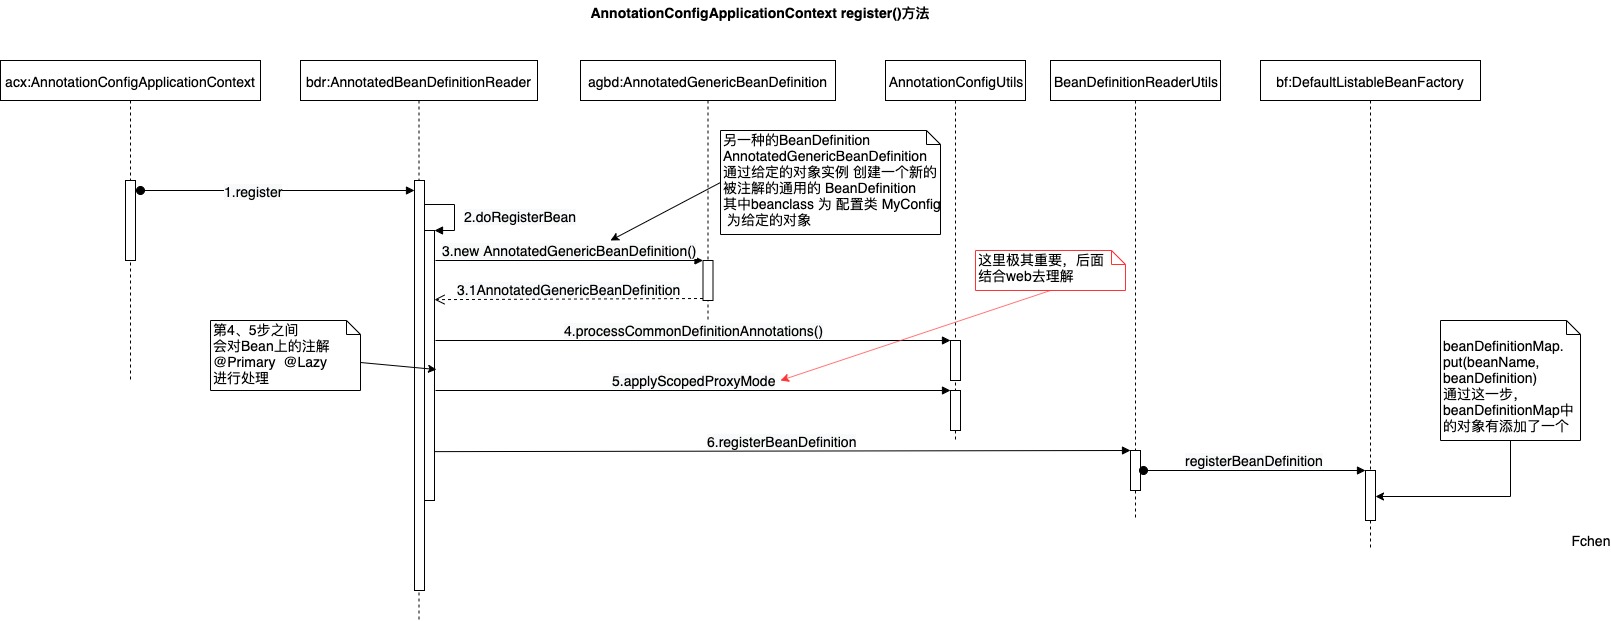 AnnotationConfigApplicationContext register()方法
acx:AnnotationConfigApplicationContext
bdr:AnnotatedBeanDefinitionReader
agbd:AnnotatedGenericBeanDefinition
AnnotationConfigUtils
BeanDefinitionReaderUtils
bf:DefaultListableBeanFactory
另一种的BeanDefinition
AnnotatedGenericBeanDefinition
通过给定的对象实例 创建一个新的
被注解的通用的 BeanDefinition
其中beanclass 为 配置类 MyConfig
为给定的对象
1.register
2.doRegisterBean
3.new AnnotatedGenericBeanDefinition()
这里极其重要，后面
结合web去理解
3.1AnnotatedGenericBeanDefinition
第4、5步之间
会对Bean上的注解
@Primary @Lazy
进行处理
4.processCommonDefinitionAnnotations()
5.applyScopedProxyMode
beanDefinitionMap.
put(beanName,
beanDefinition)
通过这一步，
beanDefinitionMap中
的对象有添加了一个
6.registerBeanDefinition
registerBeanDefinition
Fchen